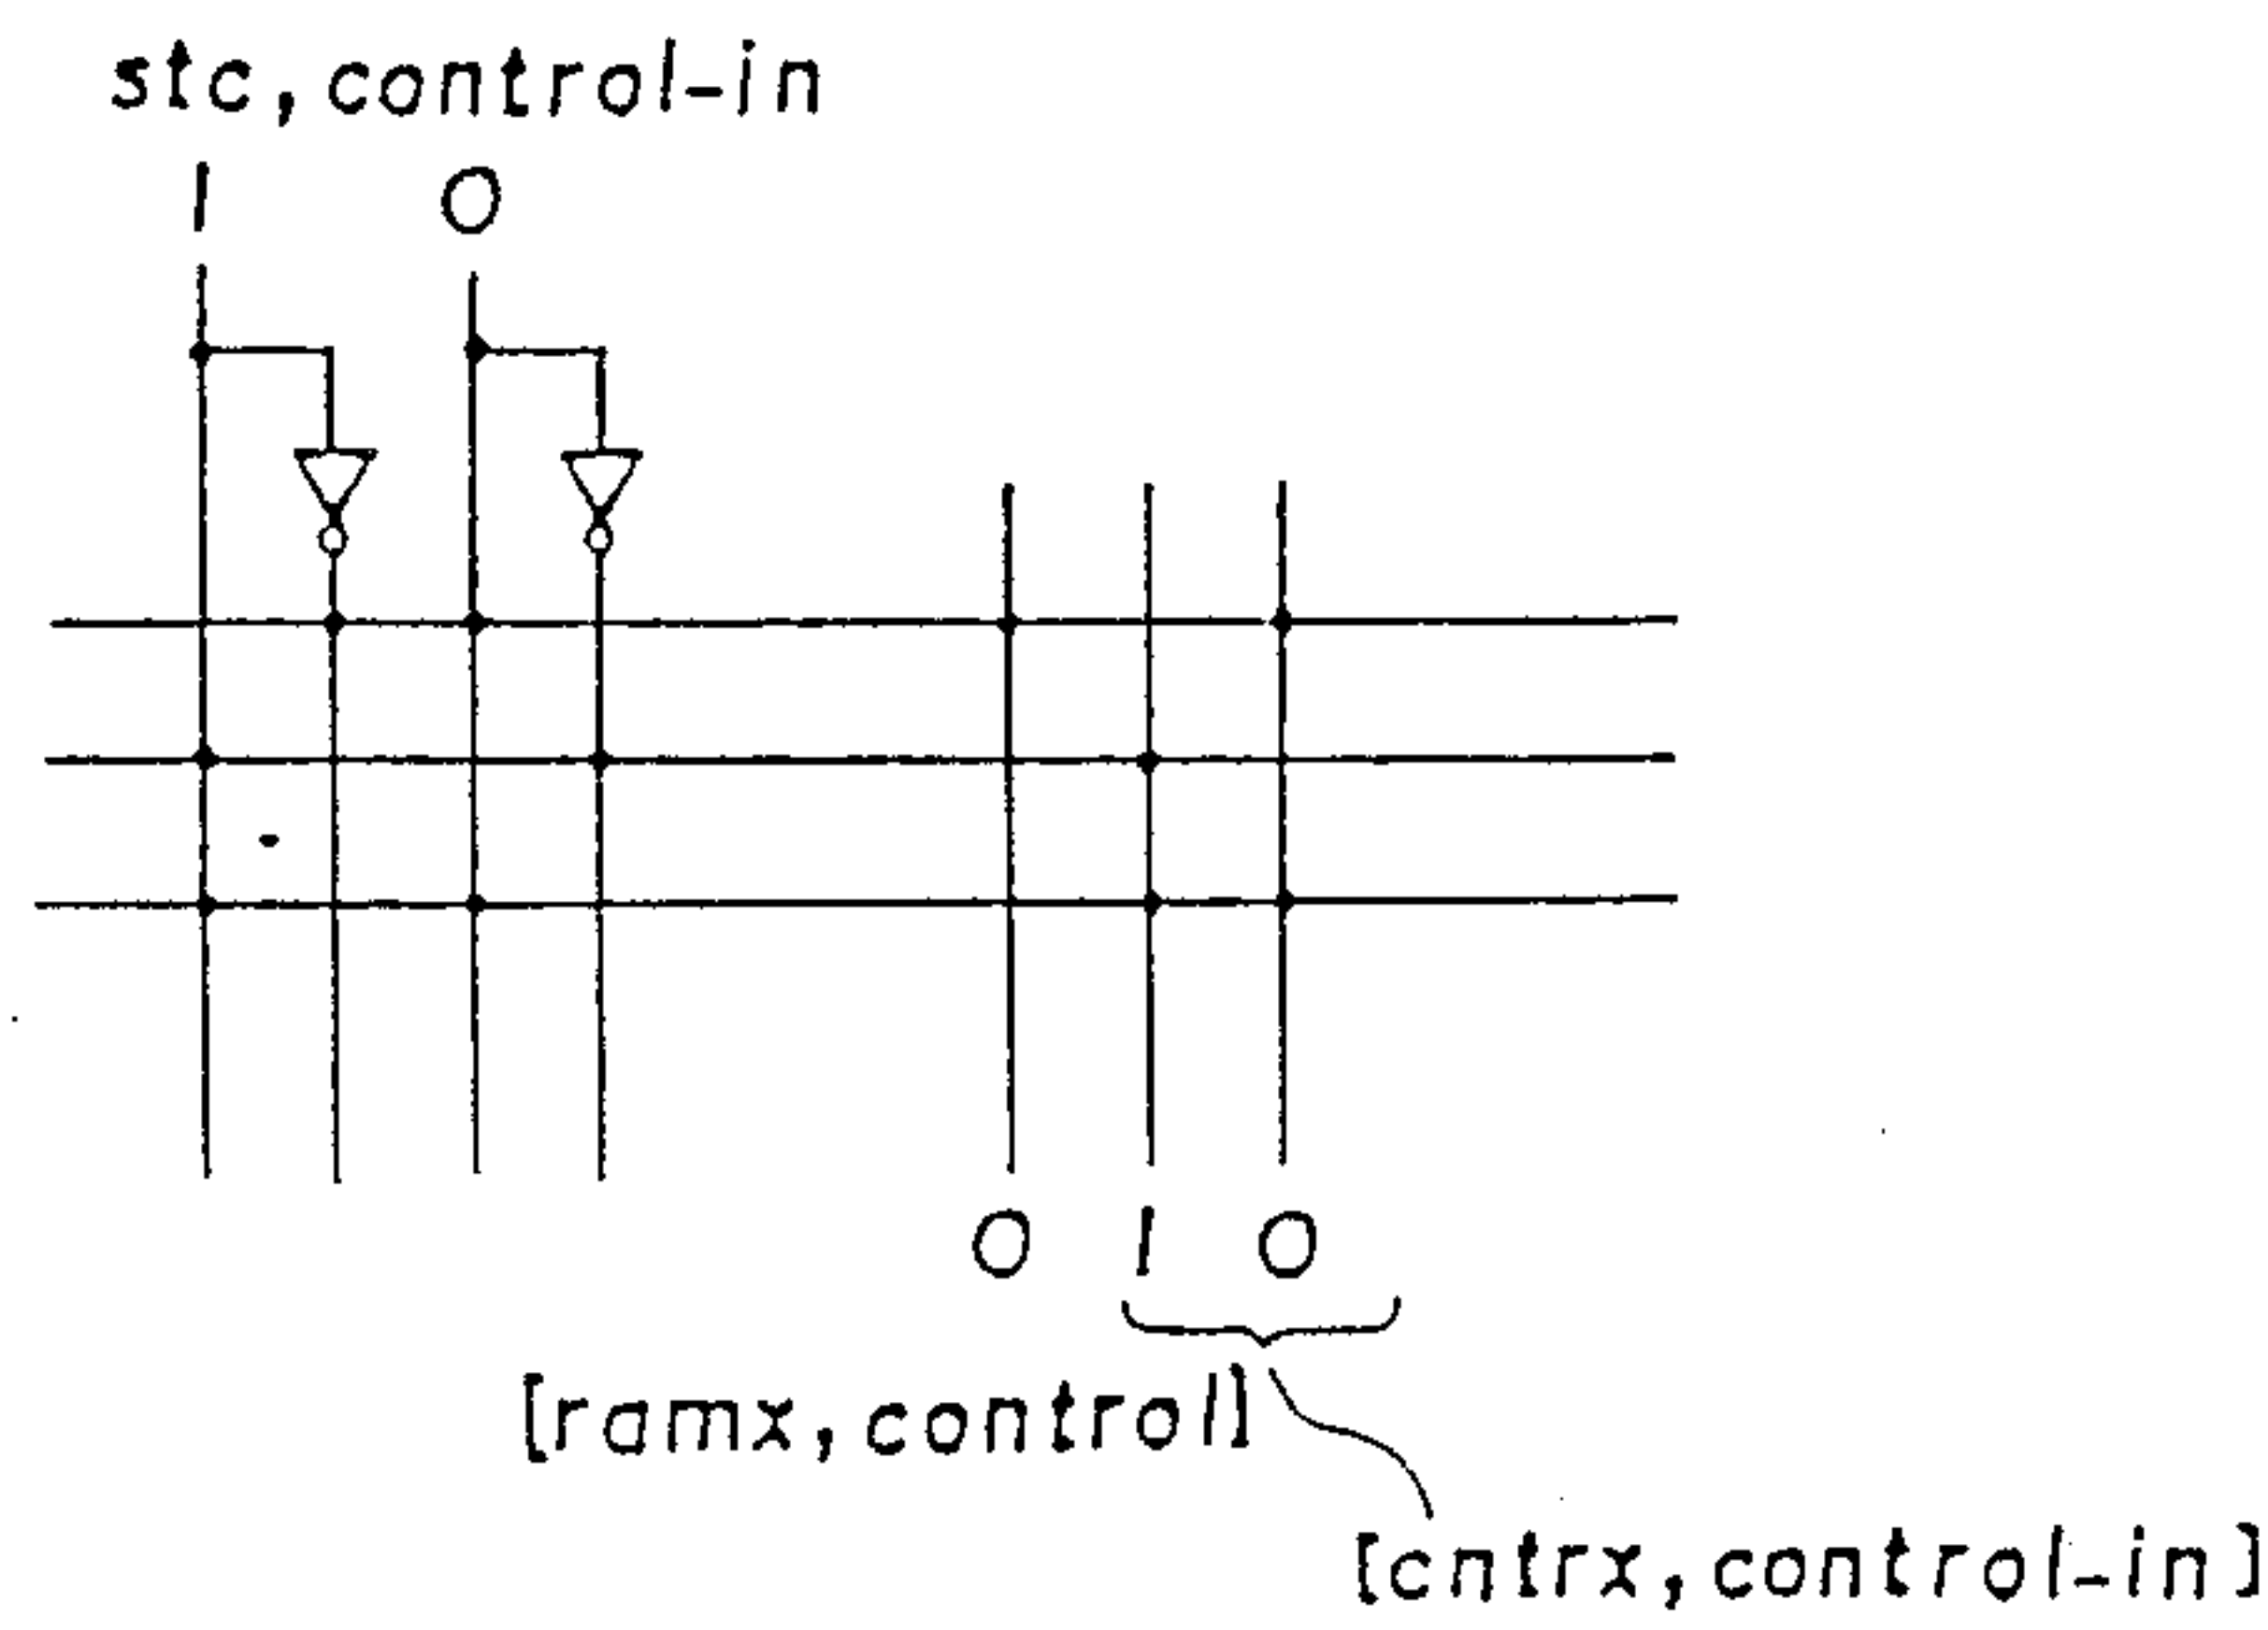 stc,control-in
1 0
0 1 0
[ramx,control]
[cntrx,control-in]